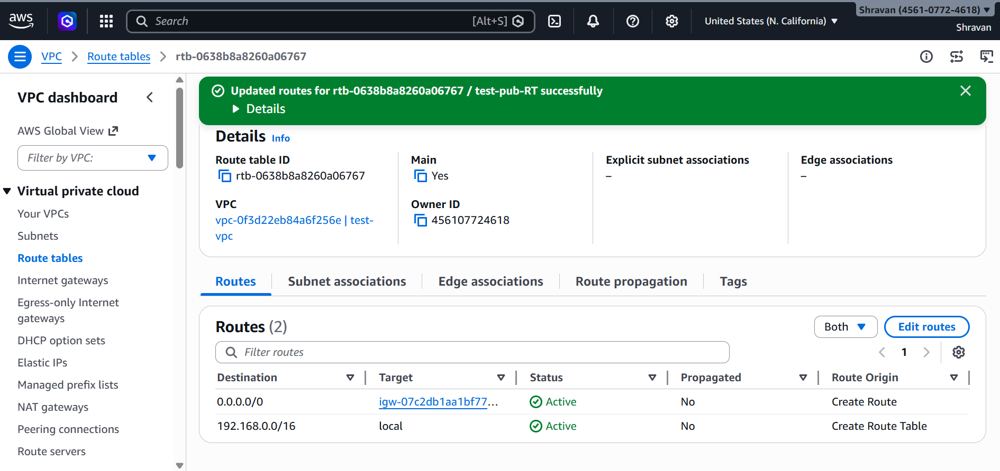 aws
Search
[Alt+S]
United States (N. California)
Shravan (4561-0772-4618)
Shravan
VPC
Route tables
rtb-0638b8a8260a06767
VPC dashboard
AWS Global View
Filter by VPC:
Virtual private cloud
Your VPCs
Subnets
Route tables
Internet gateways
Egress-only Internet
gateways
DHCP option sets
Elastic IPs
Managed prefix lists
NAT gateways
Peering connections
Route servers
Updated routes for rtb-0638b8a8260a06767 / test-pub-RT successfully
Details
Details Info
Route table ID
rtb-0638b8a8260a06767
Main
Yes
Explicit subnet associations
–
Edge associations
–
VPC
vpc-0f3d22eb84a6f256e | test-
vpc
Owner ID
456107724618
Routes
Subnet associations
Edge associations
Route propagation
Tags
Routes (2)
Both
Edit routes
Filter routes
1
Destination Target Status Propagated Route Origin
0.0.0.0/0 igw-07c2db1aa1bf77... Active No Create Route
192.168.0.0/16 local Active No Create Route Table